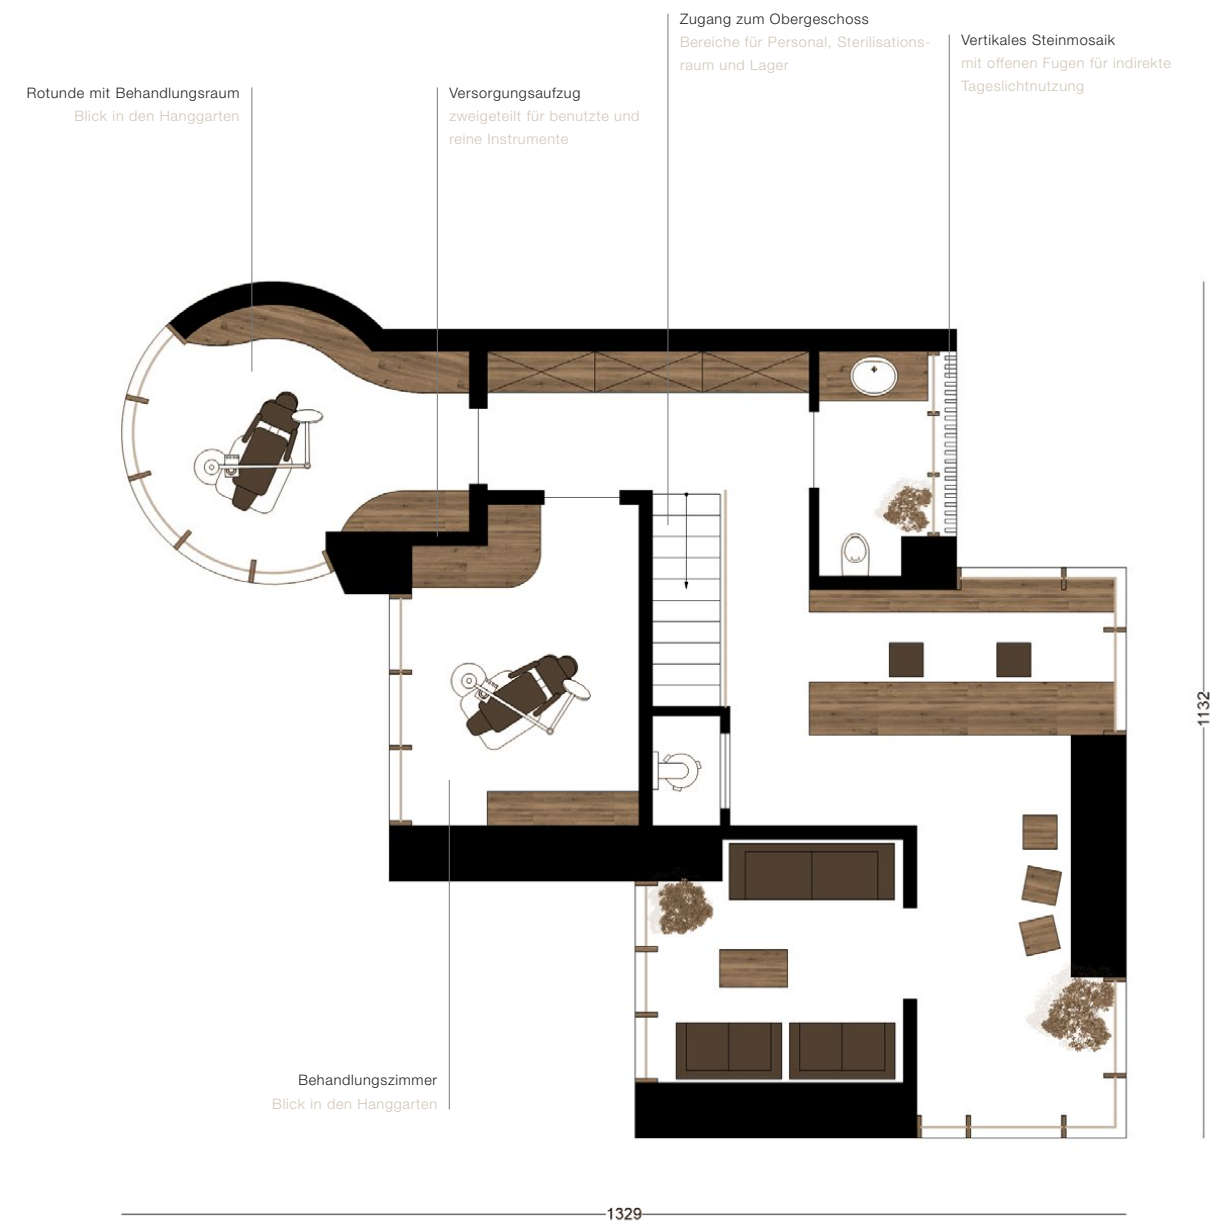 Zugang zum Obergeschoss
Bereiche für Personal, Sterilisations-
raum und Lager
Vertikales Steinmosaik
mit offenen Fugen für indirekte
Tageslichtnutzung
Rotunde mit Behandlungsraum
Blick in den Hanggarten
Versorgungsaufzug
zweigeteilt für benutzte und
reine Instrumente
1132
Behandlungszimmer
Blick in den Hanggarten
1329